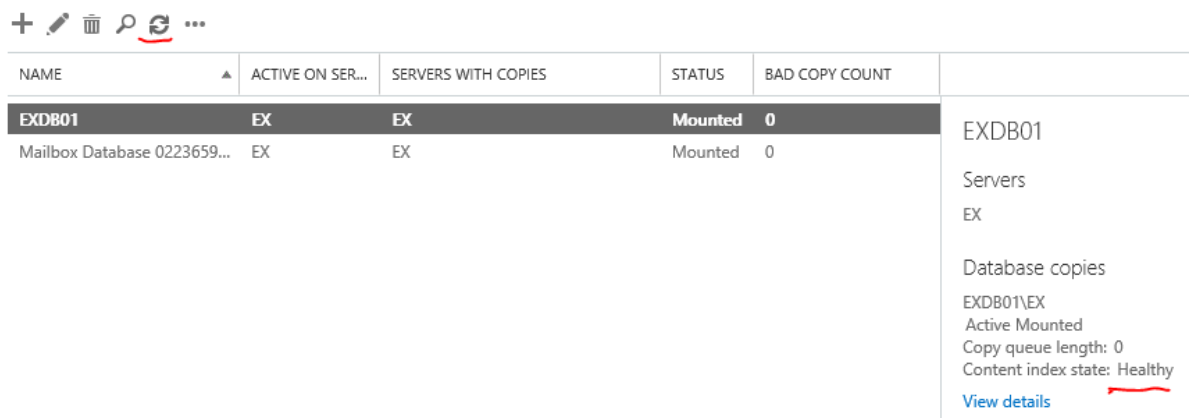 NAME ACTIVE ON SER... SERVERS WITH COPIES STATUS BAD COPY COUNT
EXDB01 EX EX Mounted 0
Mailbox Database 0223659... EX EX Mounted 0
EXDB01
Servers
EX
Database copies
EXDB01\EX
Active Mounted
Copy queue length: 0
Content index state: Healthy
View details